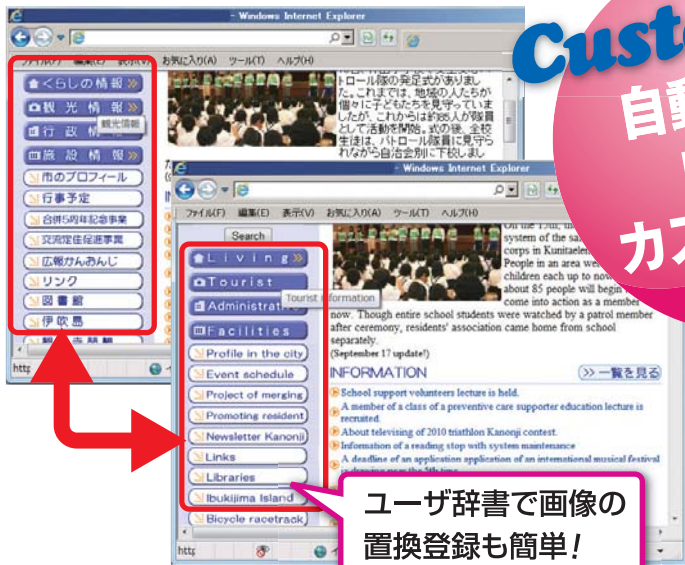 - Windows Internet Explorer
お気に入り(A) ツール(T) ヘルプ(H)
くらしの情報
観光情報
観光情報
行政情報
施設情報
市のプロフィール
行事予定
合併5周年記念事業
交流定住促進事業
広報かんおんじ
リンク
図書館
伊吹島
トロール隊の発足式がありまし
た。これまでは、地域の人たちが
個々に子どもたちを見守っていま
したが、これからは約85人が隊員
として活動を開始。式の後、全校
生徒は、パトロール隊員に見守ら
れながら自治会別に下校しまし
http
- Windows Internet Explorer
ファイル(F) 編集(E) 表示(V) お気に入り(A) ツール(T) ヘルプ(H)
Search
Living
Tourist
Tourist Information
Administrative
Facilities
Profile in the city
Event schedule
Project of merging
Promoting resident
Newsletter Kanonji
Links
Libraries
Ibukijima Island
Bicycle racetrack
system of the
corps in
People in an area
children each up to now
about 85 people will begin
come into action as a member
now. Though entire school students were watched by a patrol member
after ceremony, residents' association came home from school
separately.
(September 17 update!)
INFORMATION
一覧を見る
School support volunteers lecture is held.
A member of a class of a preventive care supporter education lecture is
recruited.
About televising of 2010 triathlon Kanonji contest.
Information of a reading stop with system maintenance
A deadline of an application application of an international musical festival
http
Cust
自動
カス
ユーザ辞書で画像の
置換登録も簡単!